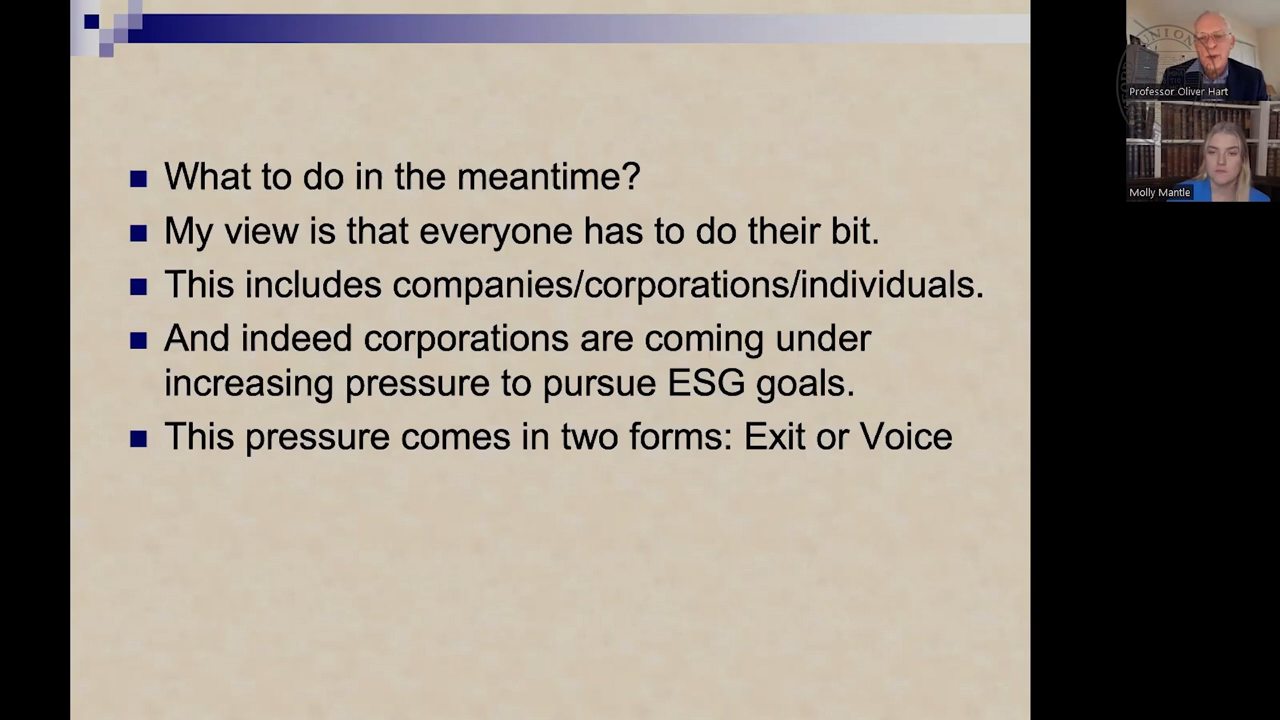 What to do in the meantime?
My view is that everyone has to do their bit.
This includes companies/corporations/individuals.
And indeed corporations are coming under
increasing pressure to pursue ESG goals.
This pressure comes in two forms: Exit or Voice
Professor Oliver Hart
Molly Mantle